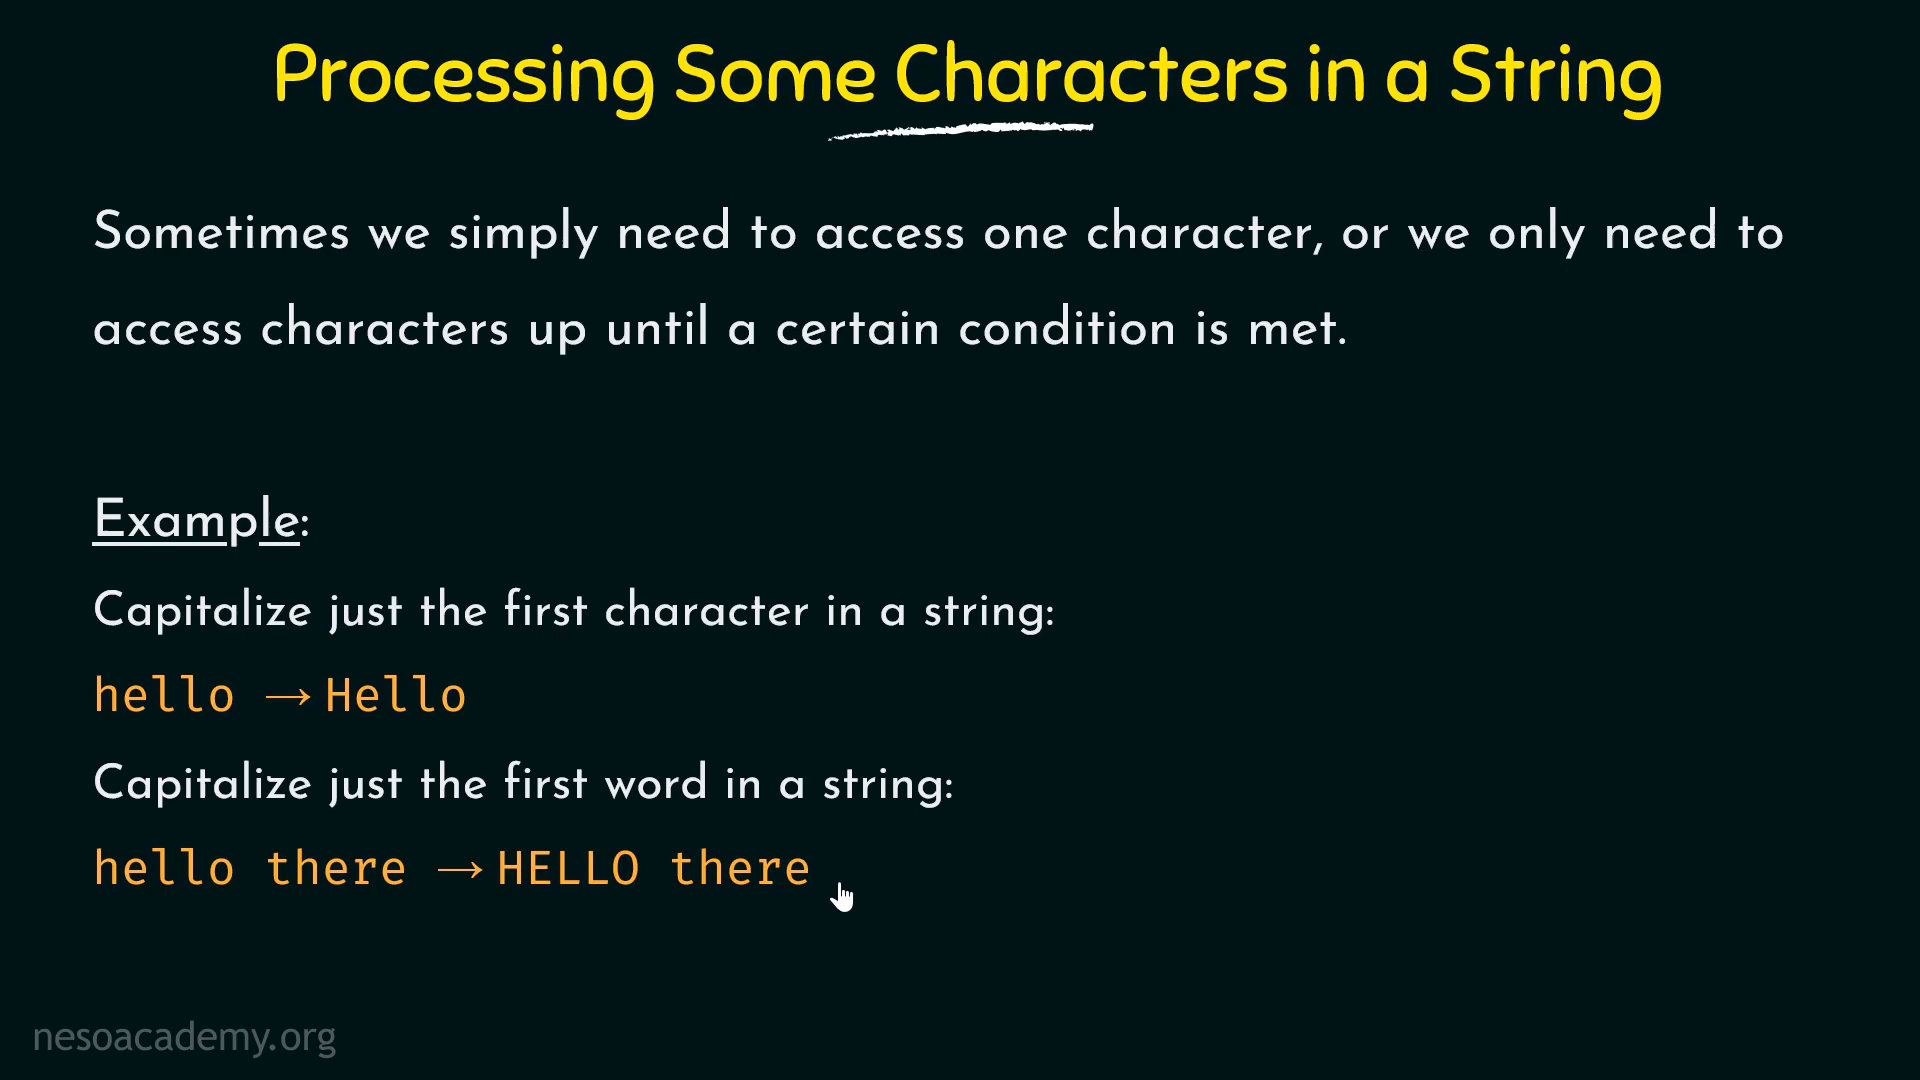 Processing Some Characters in a String
Sometimes we simply need to access one character, or we only need to
access characters up until a certain condition is met.
Example:
Capitalize just the first character in a string:
hello → Hello
Capitalize just the first word in a string:
hello there → HELLO there
nesoacademy.org